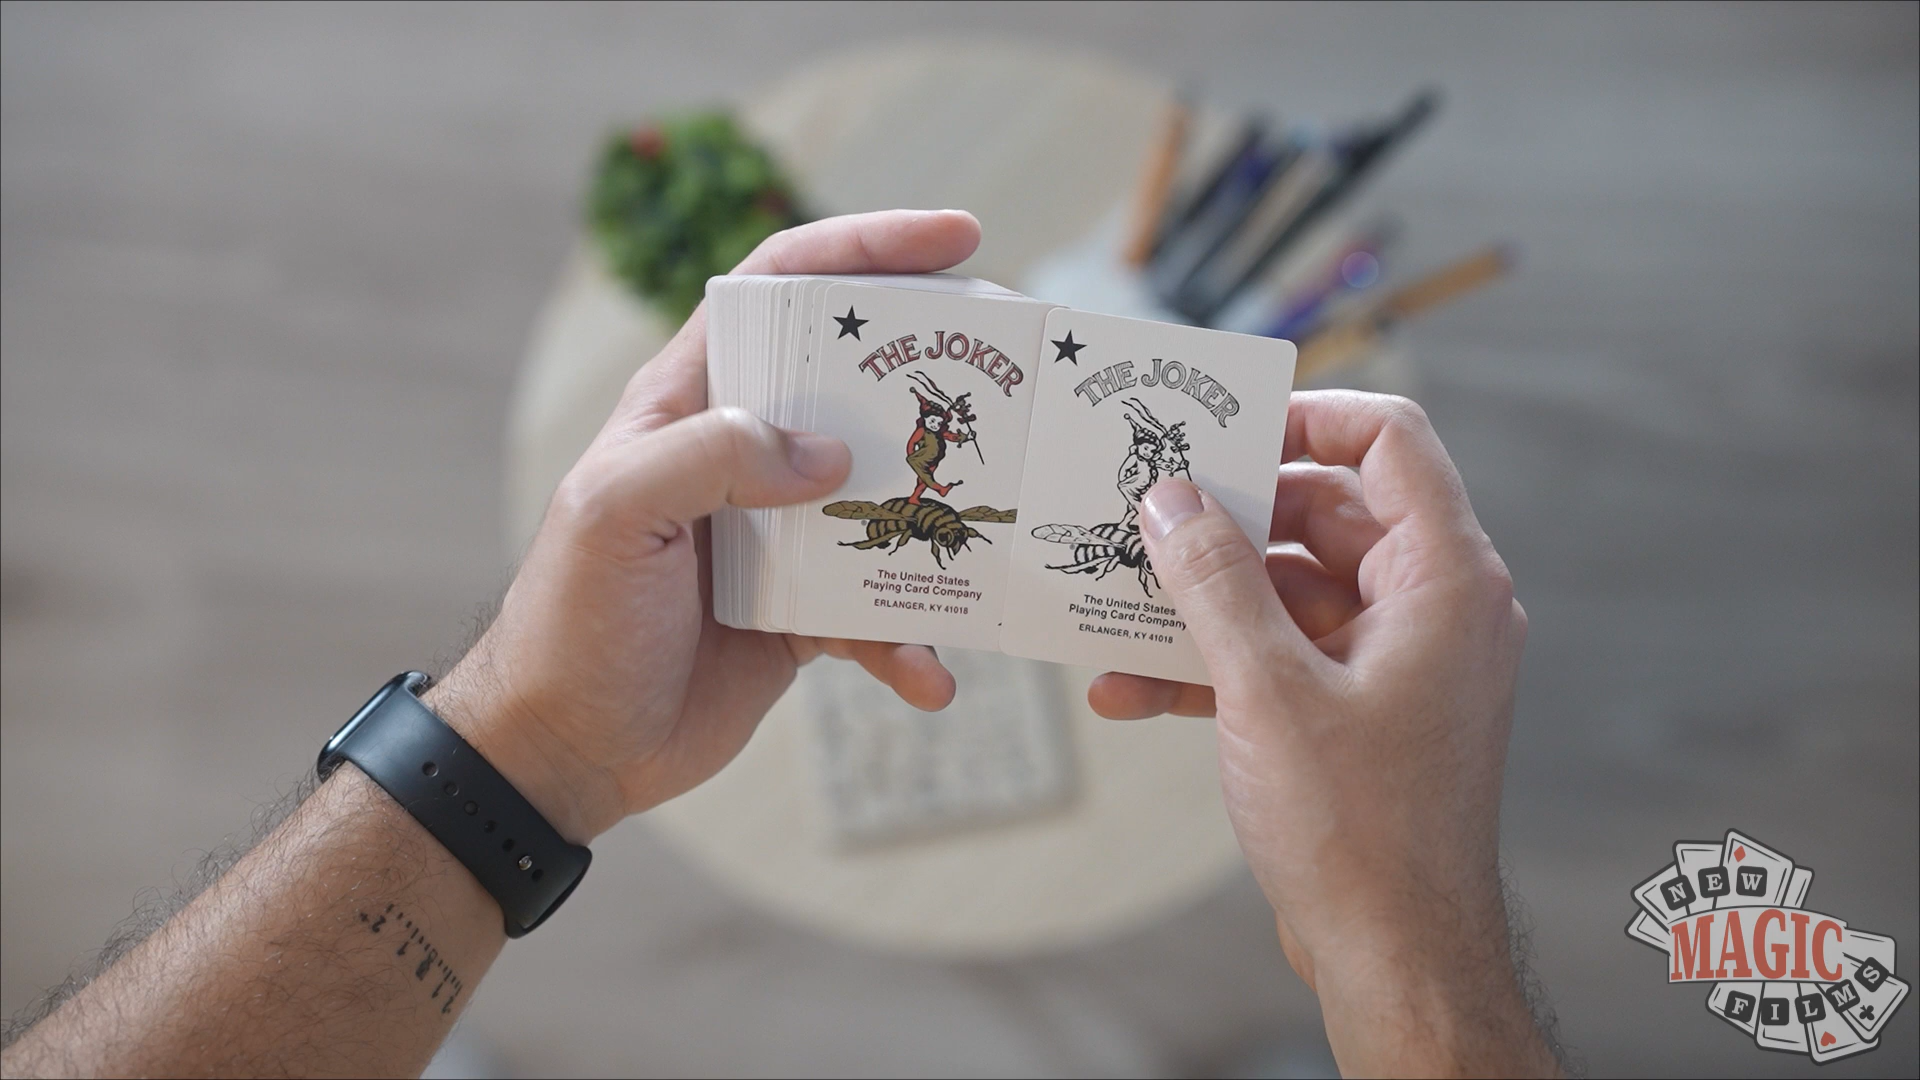 THE JOKER
The United States
Playing Card Company
ERLANGER, KY 41018
THE JOKER
The United States
Playing Card Company
ERLANGER, KY 41018
NEW
MAGIC
FILMS